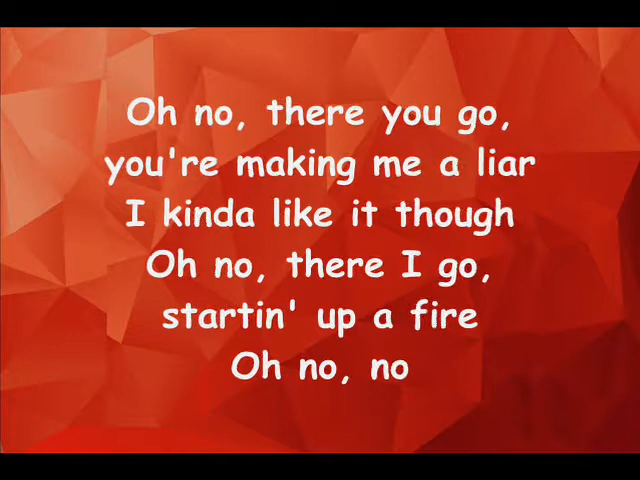 Oh no, there you go,
you're making me a liar
I kinda like it though
Oh no, there I go,
startin' up a fire
Oh no, no